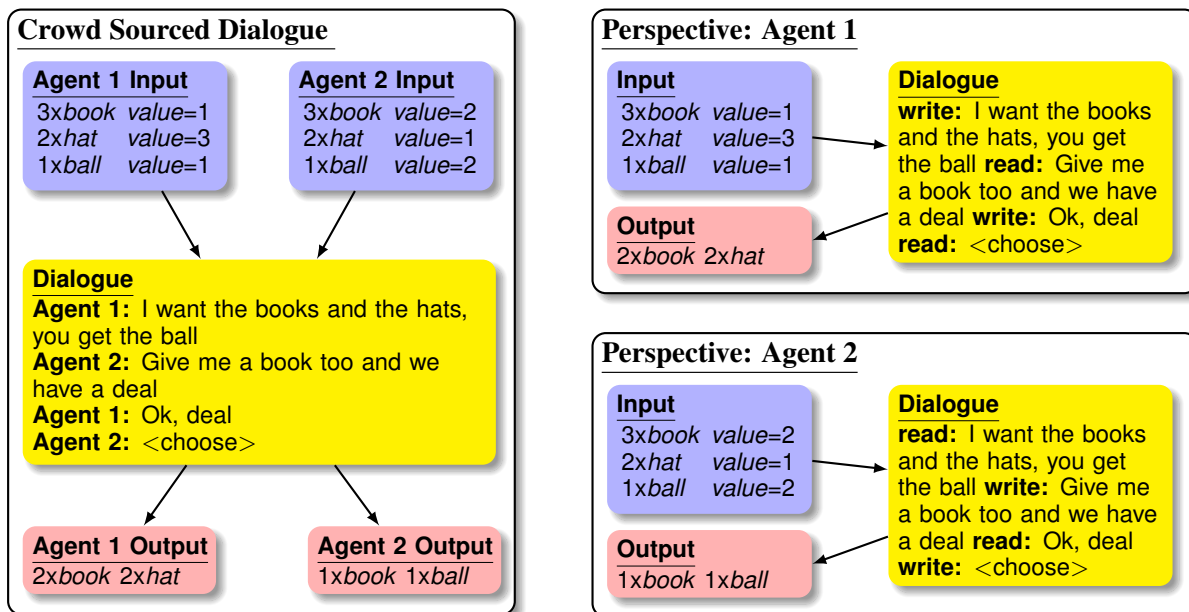 Crowd Sourced Dialogue
Agent 1 Input
3xbook value=1
2xhat value=3
1xball value=1
Agent 2 Input
3xbook value=2
2xhat value=1
1xball value=2
Dialogue
Agent 1: I want the books and the hats,
you get the ball
Agent 2: Give me a book too and we
have a deal
Agent 1: Ok, deal
Agent 2: <choose>
Agent 1 Output
2xbook 2xhat
Agent 2 Output
1xbook 1xball
Perspective: Agent 1
Input
3xbook value=1
2xhat value=3
1xball value=1
Output
2xbook 2xhat
Dialogue
write: I want the books
and the hats, you get
the ball read: Give me
a book too and we have
a deal write: Ok, deal
read: <choose>
Perspective: Agent 2
Input
3xbook value=2
2xhat value=1
1xball value=2
Output
1xbook 1xball
Dialogue
read: I want the books
and the hats, you get
the ball write: Give me
a book too and we have
a deal read: Ok, deal
write: <choose>